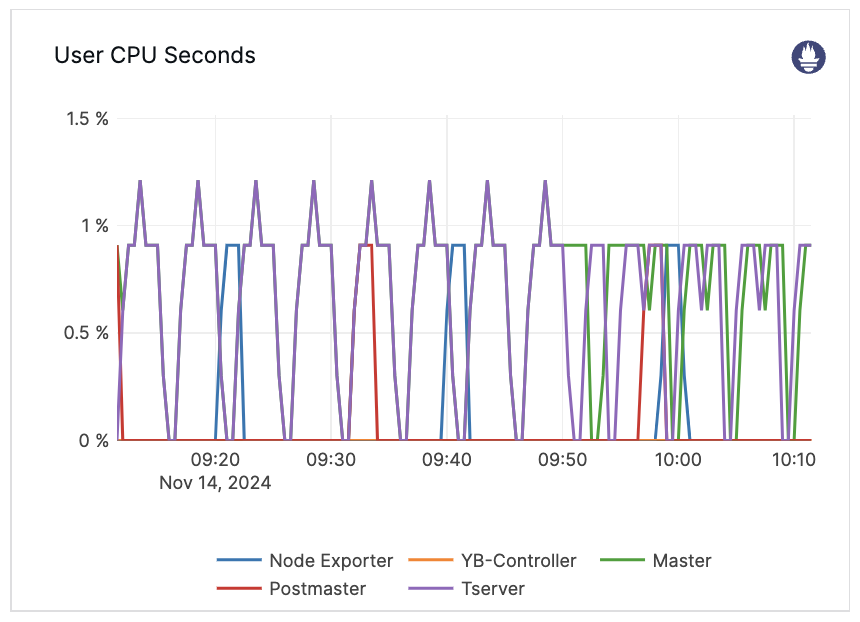 User CPU Seconds
1.5 %
1 %
0.5 %
0 %
09:20 09:30 09:40 09:50 10:00 10:10
Nov 14, 2024
Node Exporter YB-Controller Master
Postmaster Tserver